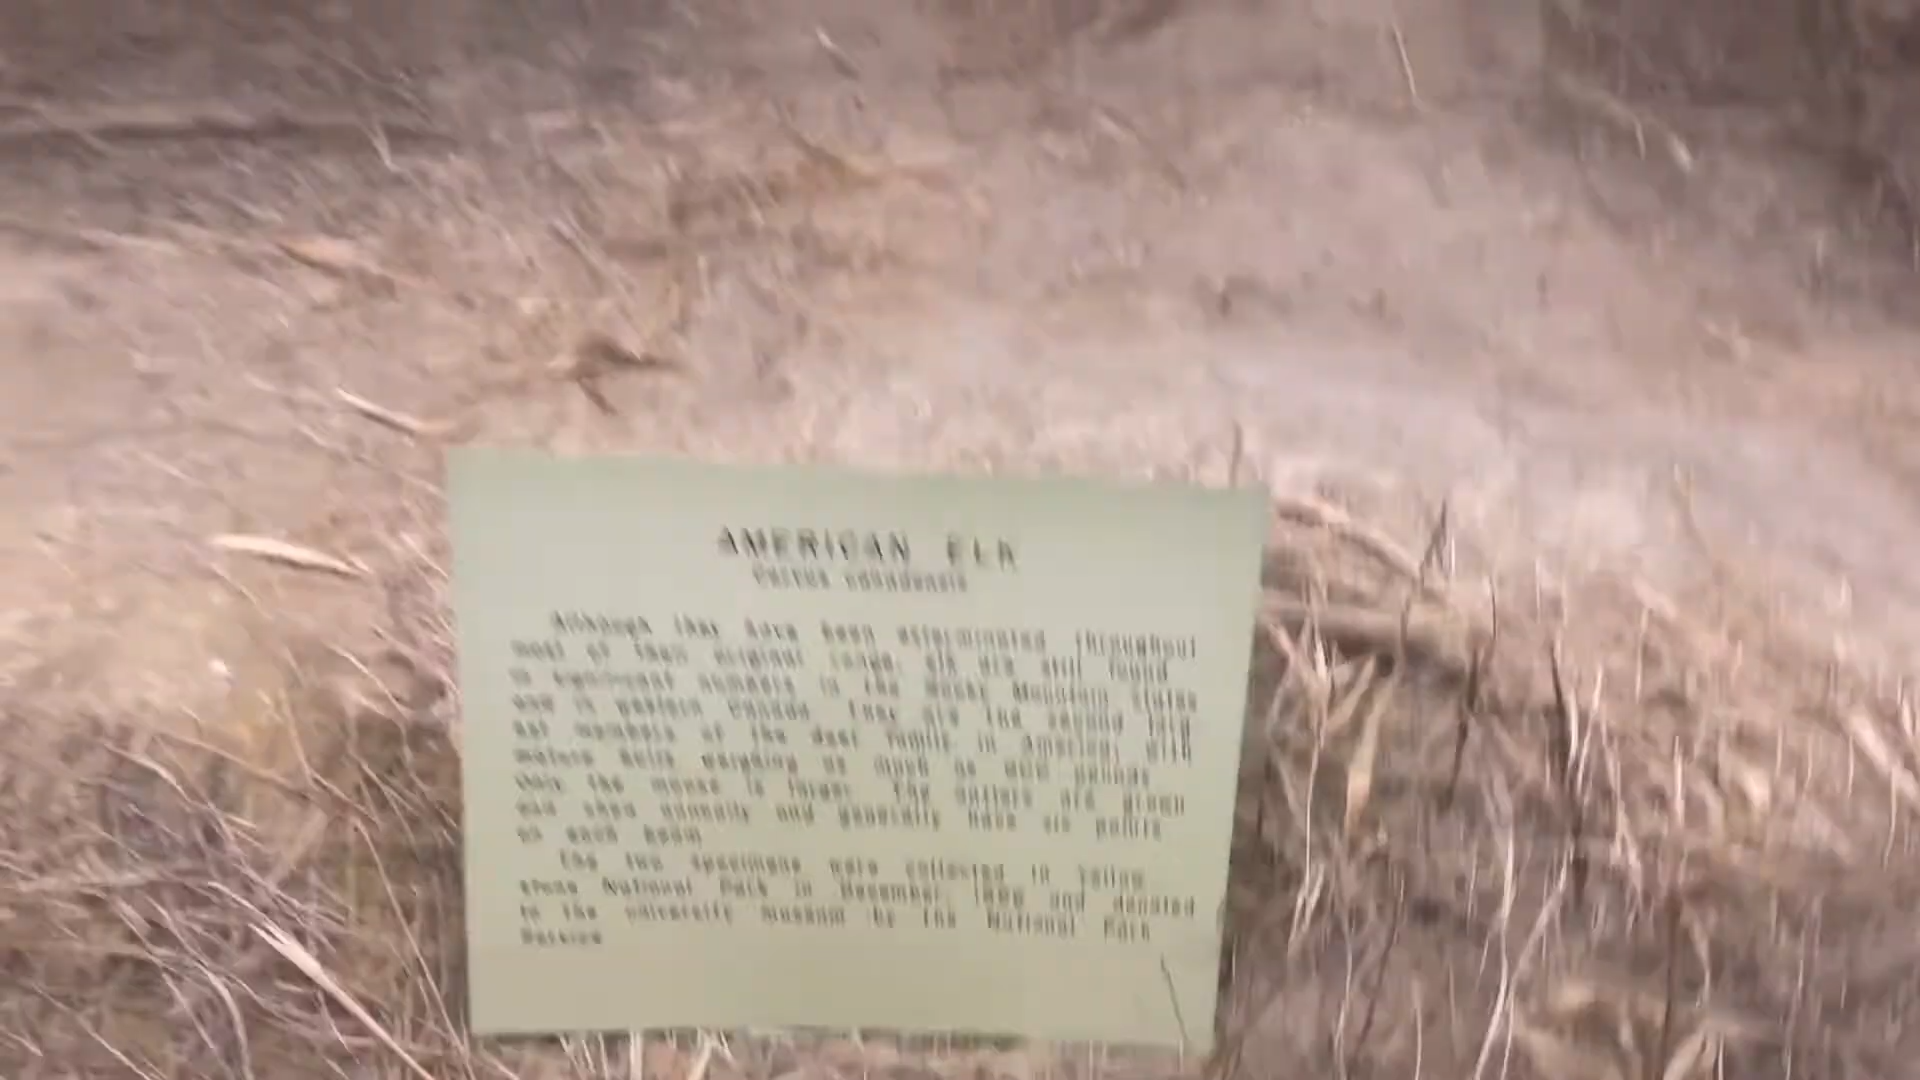 AMERICAN ELK
Cervus canadensis
Although they have been exterminated throughout
most of their original range, elk are still found
in significant numbers in the Rocky Mountain states
and in western Canada. They are the second larg
est members of the deer family in America, with
mature bulls weighing as much as pounds
Only the moose is larger. The antlers are grown
and shed annually and generally have six points
on each beam
The two specimens were collected in Yellow
stone National Park in December, and donated
to the university museum by the National Park
Service